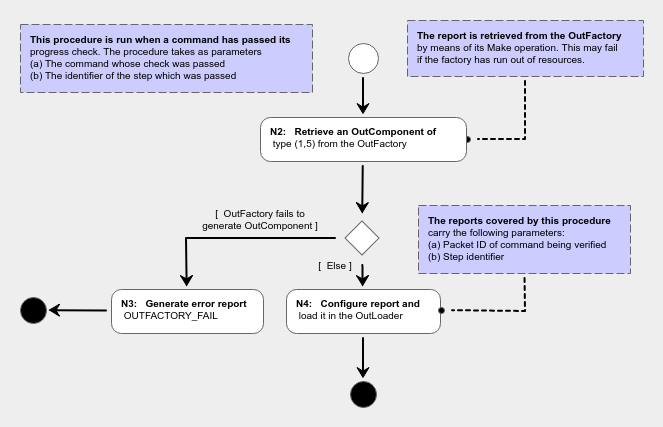 This procedure is run when a command has passed its
progress check. The procedure takes as parameters
(a) The command whose check was passed
(b) The identifier of the step which was passed
The report is retrieved from the OutFactory
by means of its Make operation. This may fail
if the factory has run out of resources.
N2: Retrieve an OutComponent of
type (1,5) from the OutFactory
[ OutFactory fails to
generate OutComponent ]
The reports covered by this procedure
carry the following parameters:
(a) Packet ID of command being verified
(b) Step identifier
[ Else ]
N3: Generate error report
OUTFACTORY_FAIL
N4: Configure report and
load it in the OutLoader